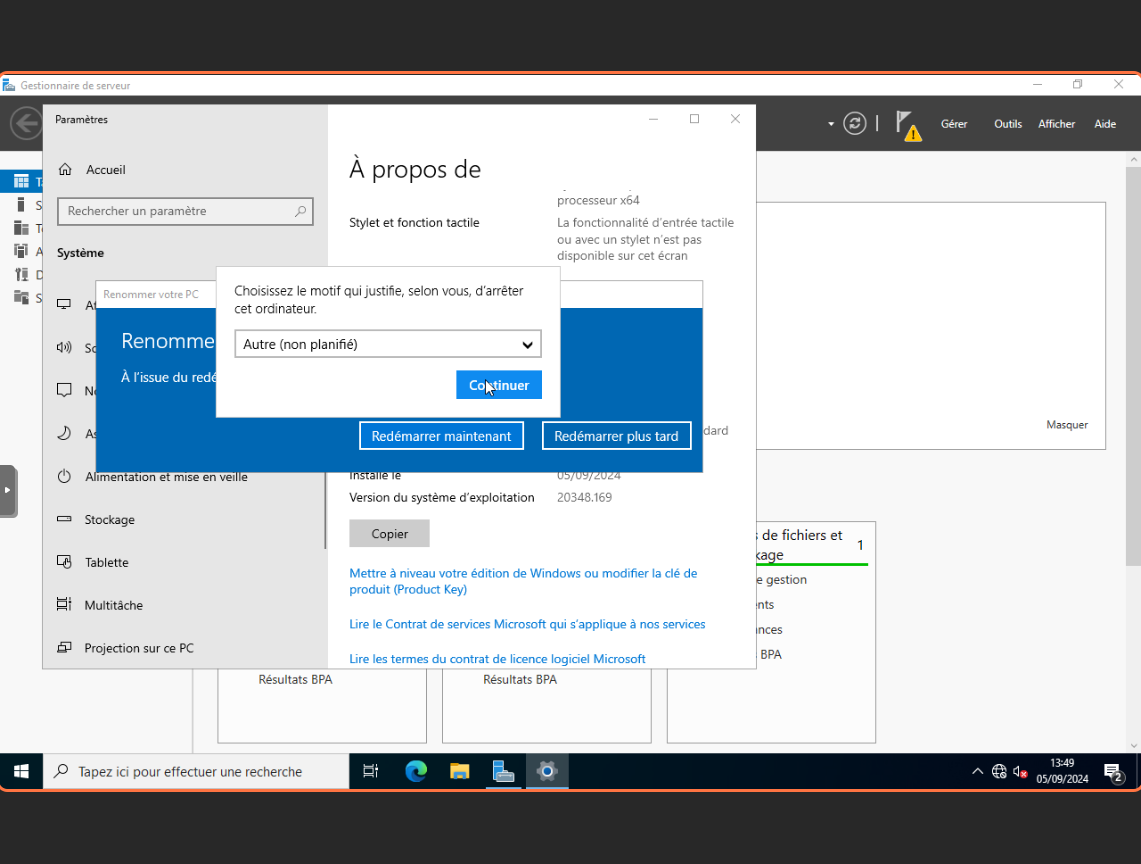 Gestionnaire de serveur
Gérer
Outils
Afficher
Aide
Paramètres
Accueil
Rechercher un paramètre
Système
Alimentation et mise en veille
Stockage
Tablette
Multitâche
Projection sur ce PC
À propos de
processeur x64
Stylet et fonction tactile
La fonctionnalité d'entrée tactile
ou avec un stylet n'est pas
disponible sur cet écran
Renommer votre PC
Renomme
À l'issue du redé
Choisissez le motif qui justifie, selon vous, d'arrêter
cet ordinateur.
Autre (non planifié)
Continuer
Redémarrer maintenant
Redémarrer plus tard
dard
Installé le
05/09/2024
Version du système d'exploitation
20348.169
Copier
Mettre à niveau votre édition de Windows ou modifier la clé de
produit (Product Key)
Lire le Contrat de services Microsoft qui s'applique à nos services
Lire les termes du contrat de licence logiciel Microsoft
Masquer
s de fichiers et
kage
1
e gestion
nts
nces
BPA
Résultats BPA
Résultats BPA
Tapez ici pour effectuer une recherche
13:49
05/09/2024
2